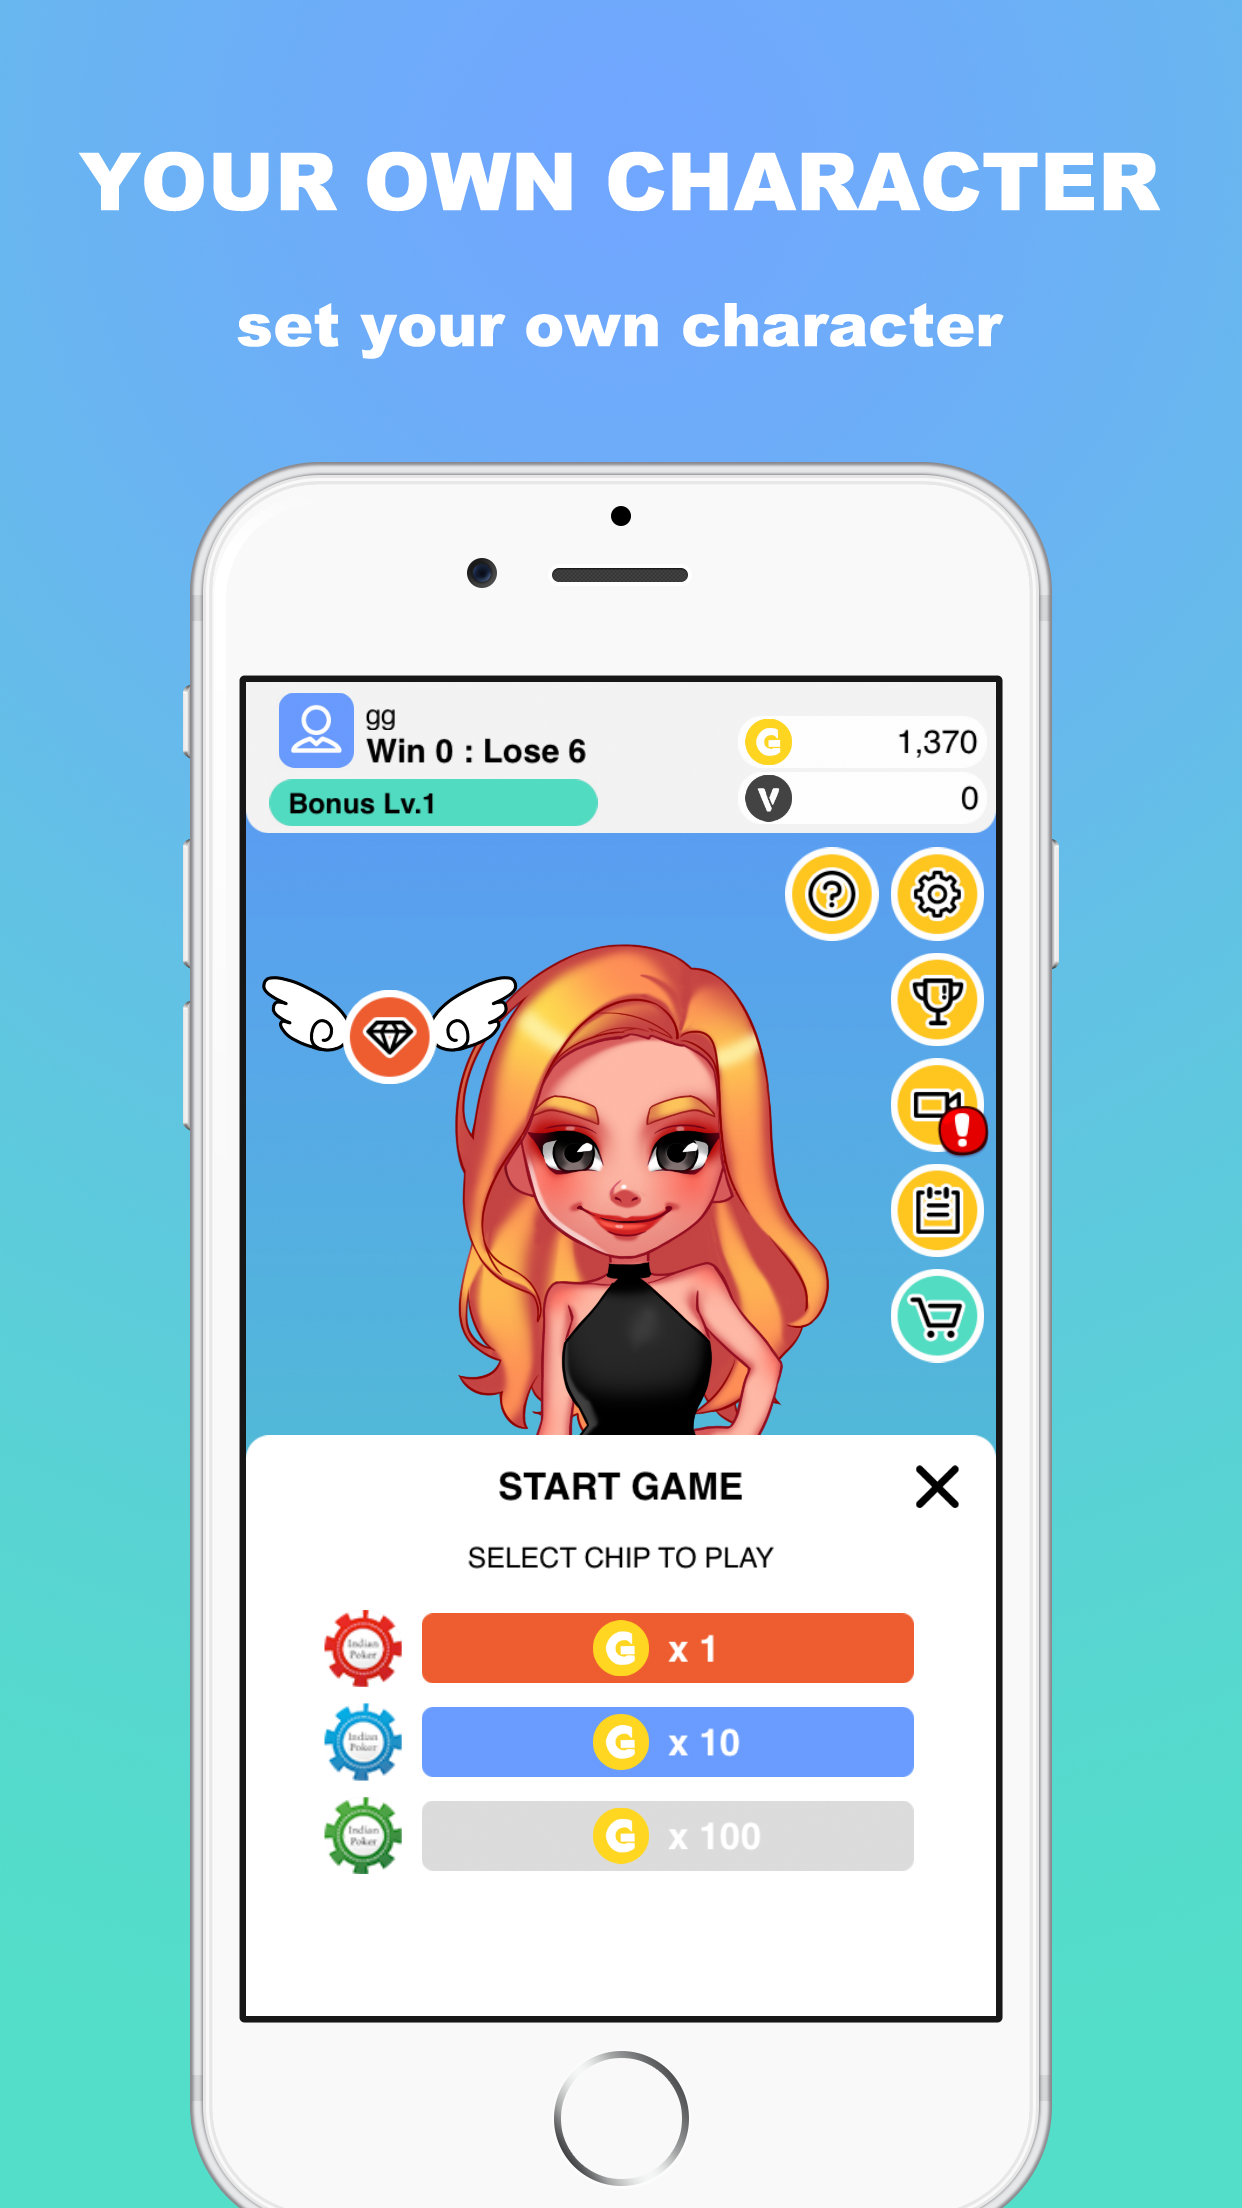 YOUR OWN CHARACTER
set your own character
gg
Win 0 : Lose 6
Bonus Lv.1
G 1,370
V 0
START GAME
SELECT CHIP TO PLAY
Indian
Poker
G x 1
Indian
Poker
G x 10
Indian
Poker
G x 100